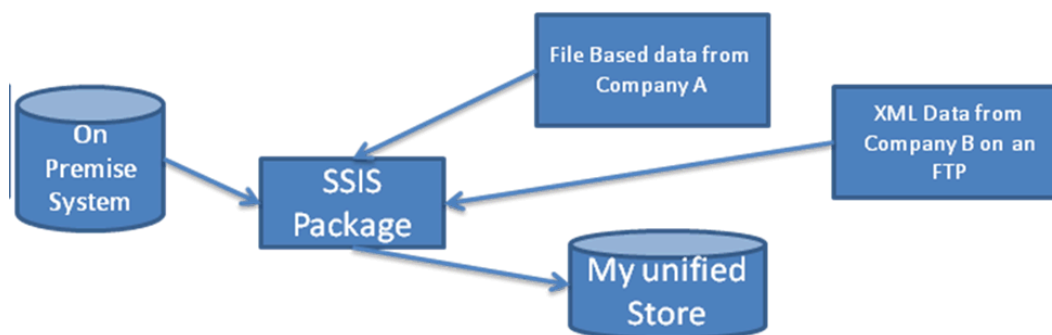 File Based data from
Company A
XML Data from
Company B on an
FTP
On
Premise
System
SSIS
Package
My unified
Store